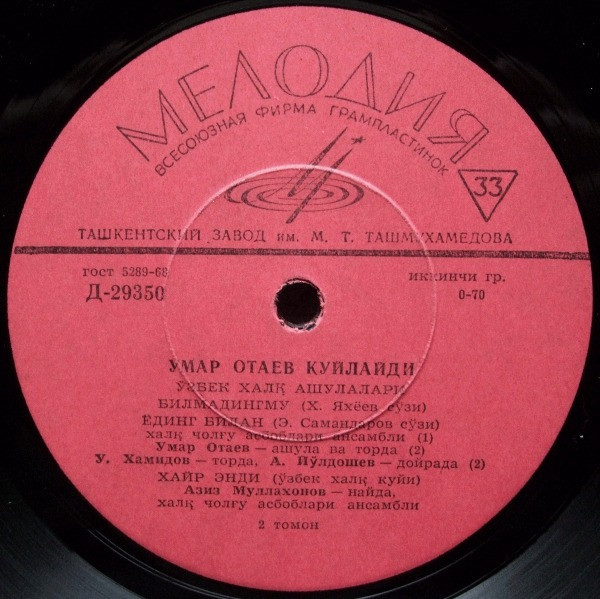 МЕЛОДИЯ
ВСЕСОЮЗНАЯ ФИРМА ГРАМПЛАСТИНОК
33
ТАШКЕНТСКИЙ ЗАВОД им. М. Т. ТАШМУХАМЕДОВА
гост 5289-68 иккинчи гр.
Д-29350 0-70
УМАР ОТАЕВ КУЙЛАЙДИ
ЎЗБЕК ХАЛҚ АШУЛАЛАРИ
БИЛМАДИНГМУ (Х. Яхёев сўзи)
ЁДИНГ БИЛАН (Э. Саманларов сўзи)
халқ чолғу асбоблари ансамбли (1)
Умар Отаев — ашула ва торда (2)
У. Хамидов — торда, А. Йўлдошев — дойрада (2)
ХАЙР ЭНДИ (ўзбек халқ куйи)
Азиз Муллахонов — найда,
халқ чолғу асбоблари ансамбли
2 томон